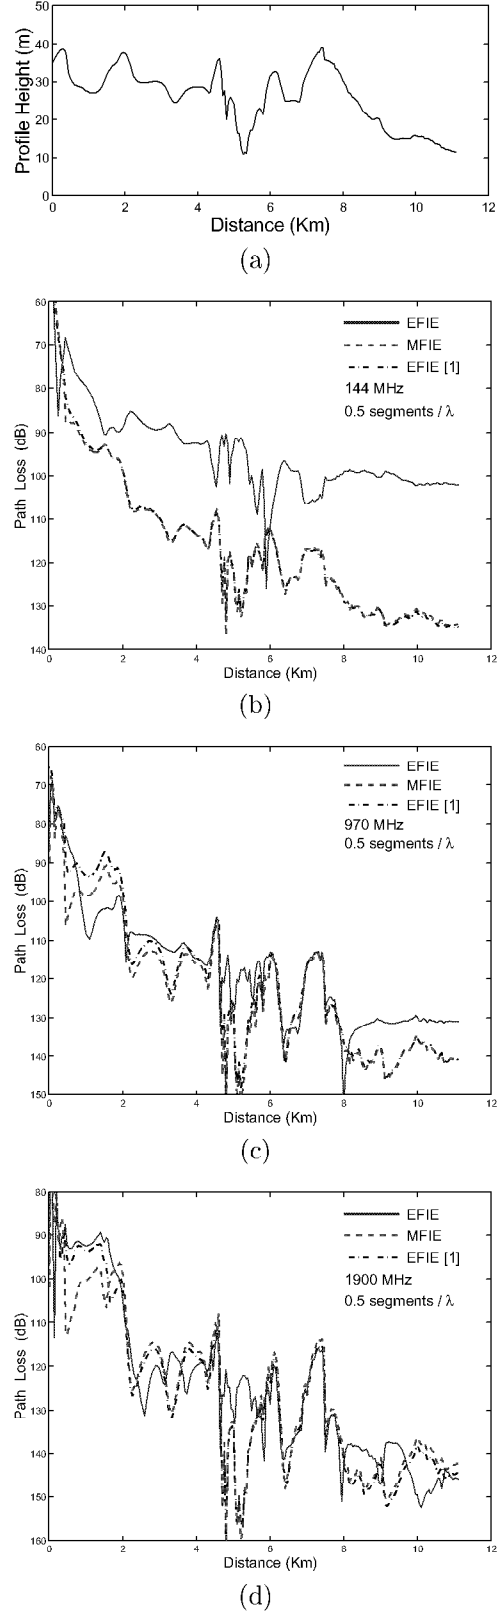 50
40
30
20
10
0
Profile Height (m)
0 2 4 6 8 10 12
Distance (Km)
(a)
60
70
80
90
100
110
120
130
140
Path Loss (dB)
EFIE
MFIE
EFIE [1]
144 MHz
0.5 segments / λ
0 2 4 6 8 10 12
Distance (Km)
(b)
60
70
80
90
100
110
120
130
140
150
Path Loss (dB)
EFIE
MFIE
EFIE [1]
970 MHz
0.5 segments / λ
0 2 4 6 8 10 12
Distance (Km)
(c)
80
90
100
110
120
130
140
150
160
Path Loss (dB)
EFIE
MFIE
EFIE [1]
1900 MHz
0.5 segments / λ
0 2 4 6 8 10 12
Distance (Km)
(d)